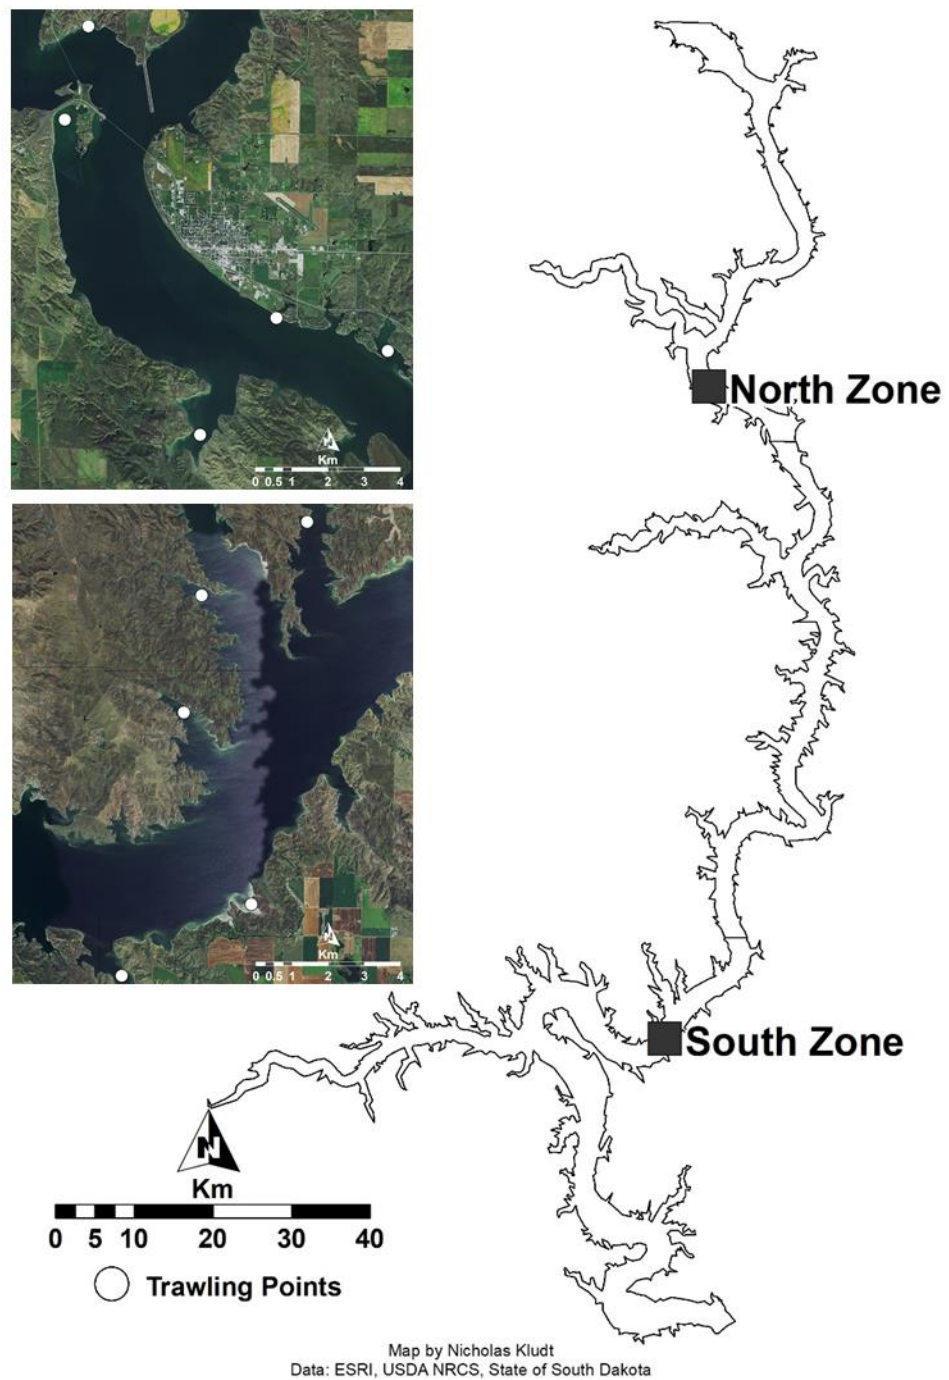 N
Km
0 0.5 1 2 3 4
North Zone
N
Km
0 0.5 1 2 3 4
South Zone
N
Km
0 5 10 20 30 40
Trawling Points
Map by Nicholas Kludt
Data: ESRI, USDA NRCS, State of South Dakota